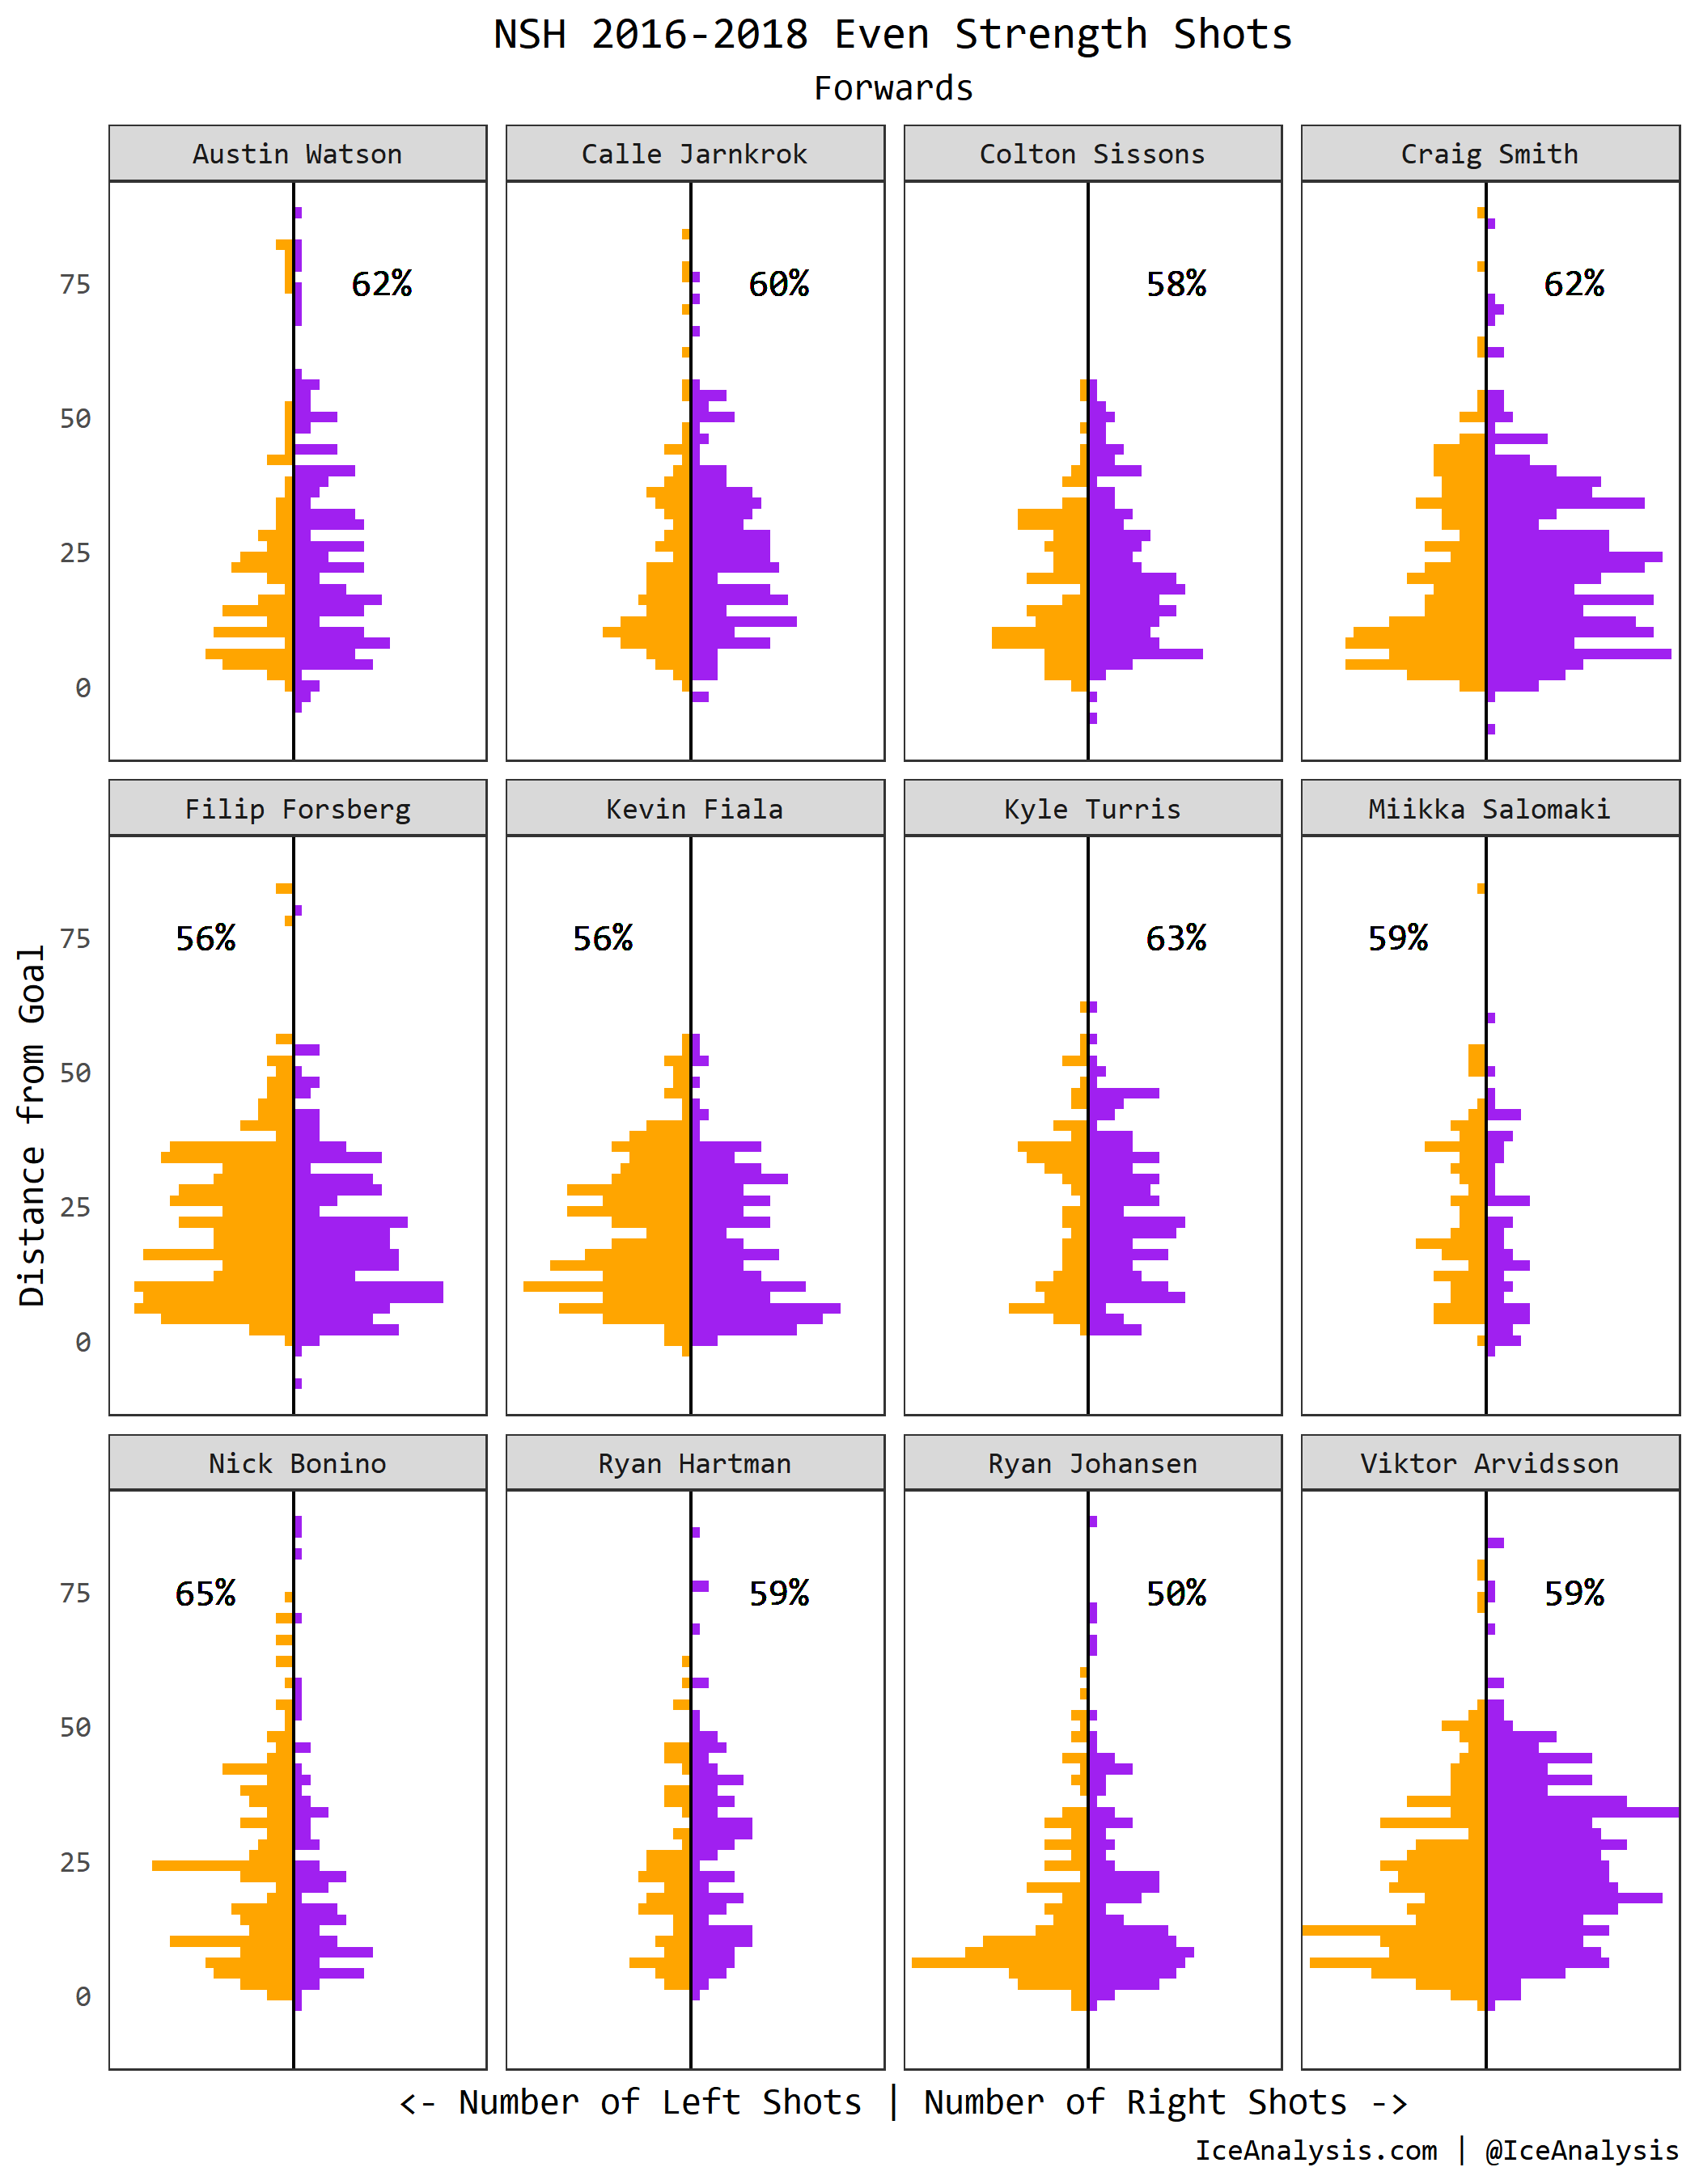 NSH 2016-2018 Even Strength Shots
Forwards
Austin Watson
Calle Jarnkrok
Colton Sissons
Craig Smith
62%
60%
58%
62%
75
50
25
0
Filip Forsberg
Kevin Fiala
Kyle Turris
Miikka Salomaki
56%
56%
63%
59%
75
50
25
0
Distance from Goal
Nick Bonino
Ryan Hartman
Ryan Johansen
Viktor Arvidsson
65%
59%
50%
59%
75
50
25
0
<- Number of Left Shots | Number of Right Shots ->
IceAnalysis.com | @IceAnalysis